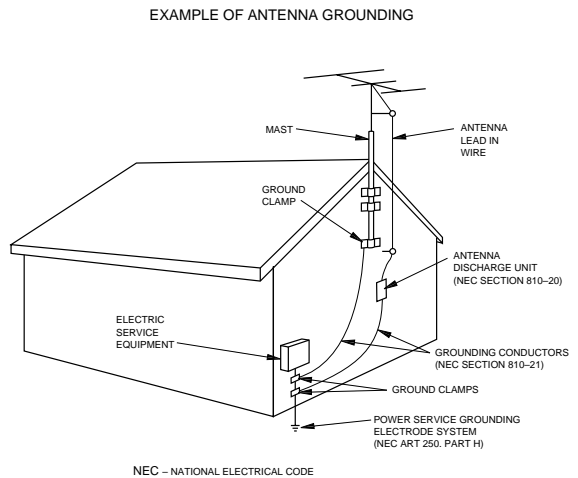 EXAMPLE OF ANTENNA GROUNDING
MAST
ANTENNA
LEAD IN
WIRE
GROUND
CLAMP
ANTENNA
DISCHARGE UNIT
(NEC SECTION 810–20)
ELECTRIC
SERVICE
EQUIPMENT
GROUNDING CONDUCTORS
(NEC SECTION 810–21)
GROUND CLAMPS
POWER SERVICE GROUNDING
ELECTRODE SYSTEM
(NEC ART 250. PART H)
NEC – NATIONAL ELECTRICAL CODE